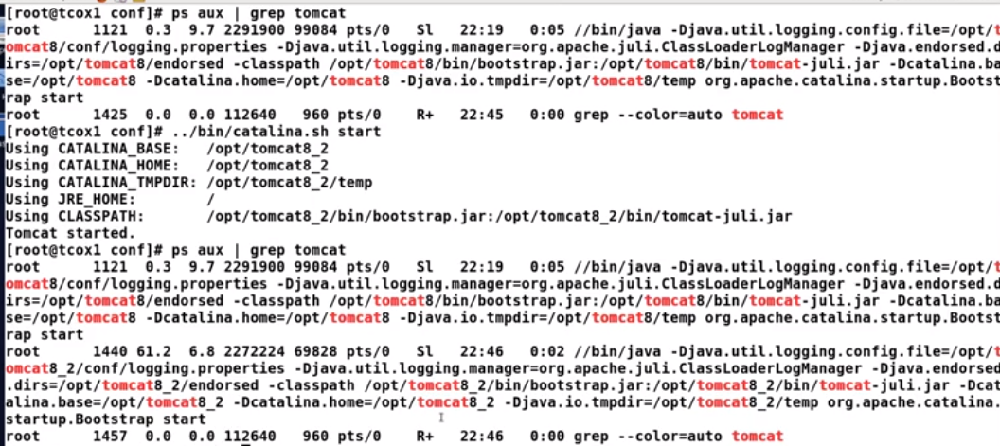 [root@tcox1 conf]# ps aux | grep tomcat
root      1121  0.3  9.7 2291900 99084 pts/0   Sl   22:19   0:05 //bin/java -Djava.util.logging.config.file=/opt/t
omcat8/conf/logging.properties -Djava.util.logging.manager=org.apache.juli.ClassLoaderLogManager -Djava.endorsed.d
irs=/opt/tomcat8/endorsed -classpath /opt/tomcat8/bin/bootstrap.jar:/opt/tomcat8/bin/tomcat-juli.jar -Dcatalina.ba
se=/opt/tomcat8 -Dcatalina.home=/opt/tomcat8 -Djava.io.tmpdir=/opt/tomcat8/temp org.apache.catalina.startup.Bootst
rap start
root      1425  0.0  0.0 112640   960 pts/0    R+   22:45   0:00 grep --color=auto tomcat
[root@tcox1 conf]# ../bin/catalina.sh start
Using CATALINA_BASE:   /opt/tomcat8_2
Using CATALINA_HOME:   /opt/tomcat8_2
Using CATALINA_TMPDIR: /opt/tomcat8_2/temp
Using JRE_HOME:        /
Using CLASSPATH:       /opt/tomcat8_2/bin/bootstrap.jar:/opt/tomcat8_2/bin/tomcat-juli.jar
Tomcat started.
[root@tcox1 conf]# ps aux | grep tomcat
root      1121  0.3  9.7 2291900 99084 pts/0   Sl   22:19   0:05 //bin/java -Djava.util.logging.config.file=/opt/t
omcat8/conf/logging.properties -Djava.util.logging.manager=org.apache.juli.ClassLoaderLogManager -Djava.endorsed.d
irs=/opt/tomcat8/endorsed -classpath /opt/tomcat8/bin/bootstrap.jar:/opt/tomcat8/bin/tomcat-juli.jar -Dcatalina.ba
se=/opt/tomcat8 -Dcatalina.home=/opt/tomcat8 -Djava.io.tmpdir=/opt/tomcat8/temp org.apache.catalina.startup.Bootst
rap start
root      1440 61.2  6.8 2272224 69828 pts/0   Sl   22:46   0:02 //bin/java -Djava.util.logging.config.file=/opt/t
omcat8_2/conf/logging.properties -Djava.util.logging.manager=org.apache.juli.ClassLoaderLogManager -Djava.endorsed
.dirs=/opt/tomcat8_2/endorsed -classpath /opt/tomcat8_2/bin/bootstrap.jar:/opt/tomcat8_2/bin/tomcat-juli.jar -Dcat
alina.base=/opt/tomcat8_2 -Dcatalina.home=/opt/tomcat8_2 -Djava.io.tmpdir=/opt/tomcat8_2/temp org.apache.catalina.
startup.Bootstrap start
root      1457  0.0  0.0 112640   960 pts/0    R+   22:46   0:00 grep --color=auto tomcat